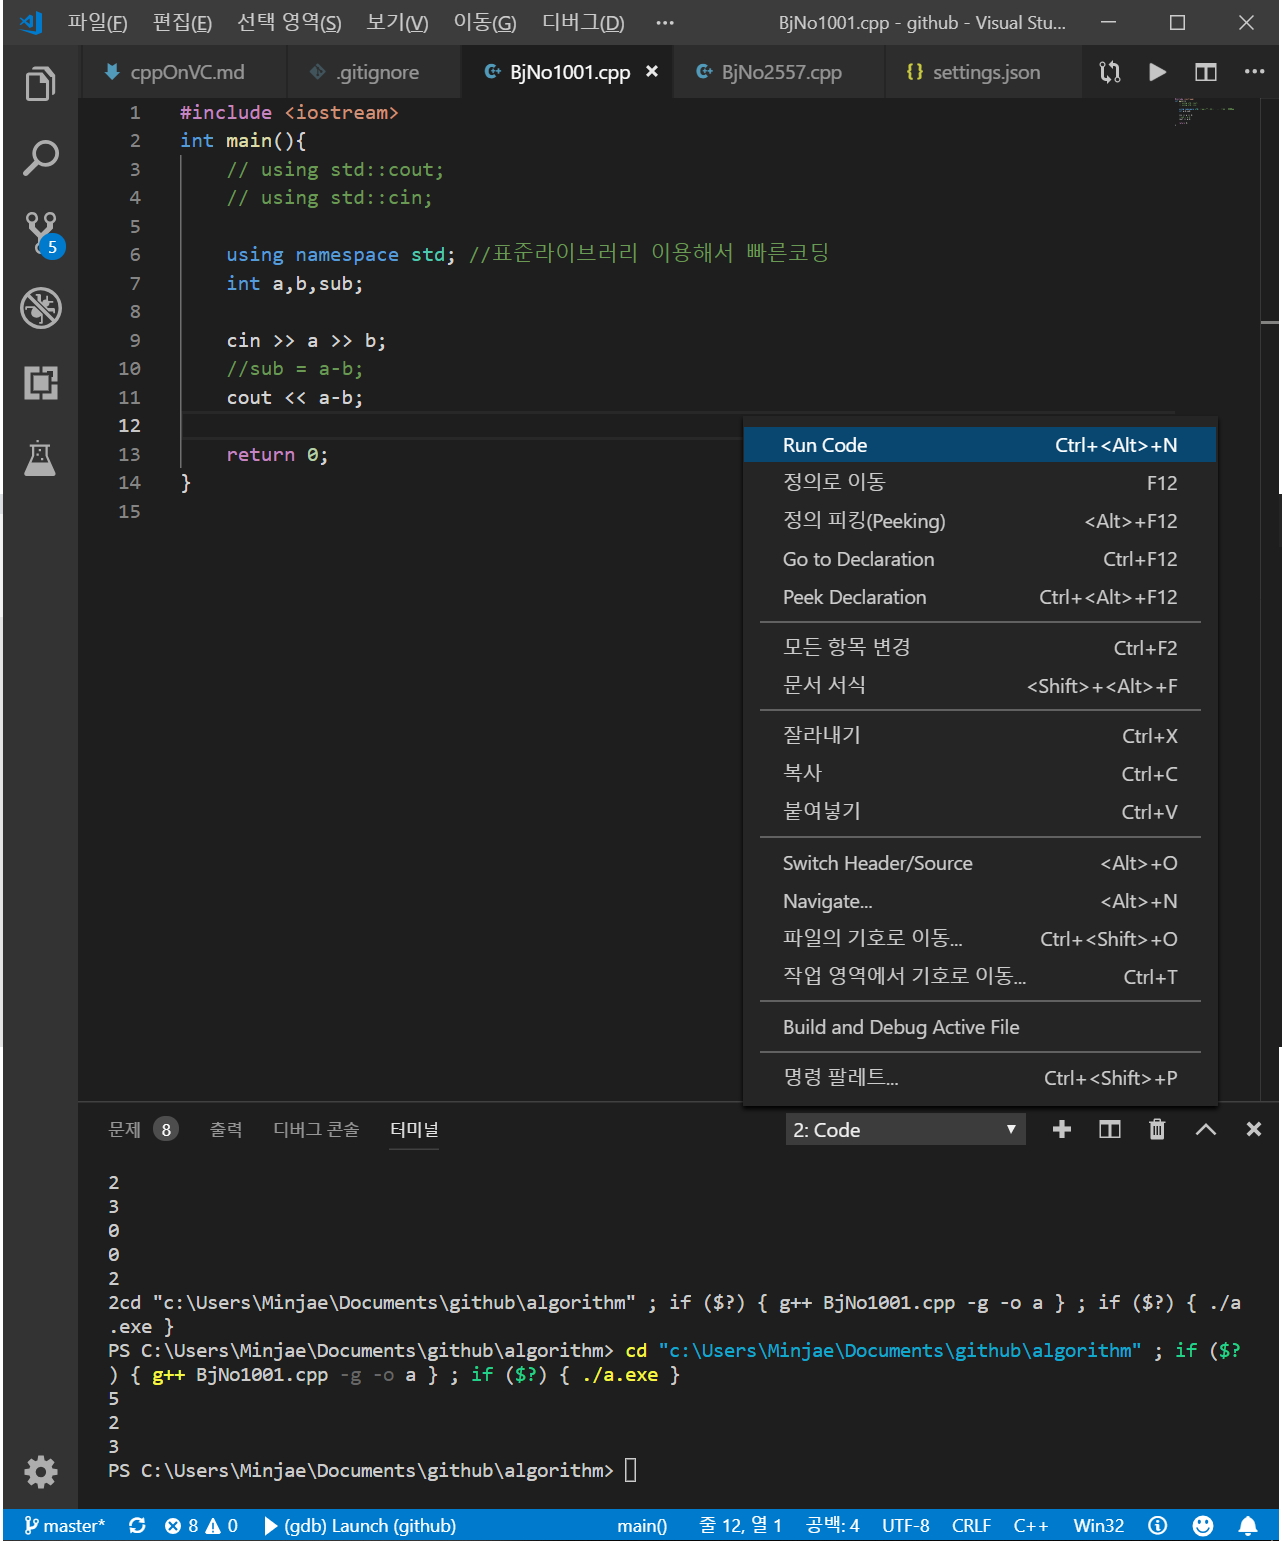 파일(F) 편집(E) 선택 영역(S) 보기(V) 이동(G) 디버그(D) ··· BjNo1001.cpp - github - Visual Stu...
cppOnVC.md .gitignore BjNo1001.cpp BjNo2557.cpp {} settings.json
1 #include <iostream>
2 int main(){
3 // using std::cout;
4 // using std::cin;
5
5
6 using namespace std; //표준라이브러리 이용해서 빠른코딩
7 int a,b,sub;
8
9 cin >> a >> b;
10 //sub = a-b;
11 cout << a-b;
12
13 return 0;
14 }
15
Run Code Ctrl+<Alt>+N
정의로 이동 F12
정의 피킹(Peeking) <Alt>+F12
Go to Declaration Ctrl+F12
Peek Declaration Ctrl+<Alt>+F12
모든 항목 변경 Ctrl+F2
문서 서식 <Shift>+<Alt>+F
잘라내기 Ctrl+X
복사 Ctrl+C
붙여넣기 Ctrl+V
Switch Header/Source <Alt>+O
Navigate... <Alt>+N
파일의 기호로 이동... Ctrl+<Shift>+O
작업 영역에서 기호로 이동... Ctrl+T
Build and Debug Active File
명령 팔레트... Ctrl+<Shift>+P
문제 8 출력 디버그 콘솔 터미널 2: Code
2
3
0
0
2
2cd "c:\Users\Minjae\Documents\github\algorithm" ; if ($?) { g++ BjNo1001.cpp -g -o a } ; if ($?) { ./a
.exe }
PS C:\Users\Minjae\Documents\github\algorithm> cd "c:\Users\Minjae\Documents\github\algorithm" ; if ($?
) { g++ BjNo1001.cpp -g -o a } ; if ($?) { ./a.exe }
5
2
3
PS C:\Users\Minjae\Documents\github\algorithm>
master* 8 0 (gdb) Launch (github) main() 줄 12, 열 1 공백: 4 UTF-8 CRLF C++ Win32